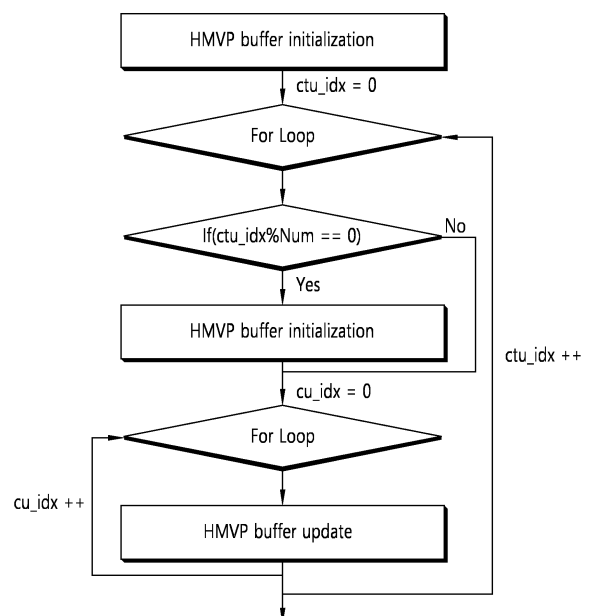 HMVP buffer initialization
ctu_idx = 0
For Loop
If(ctu_idx%Num == 0)
No
Yes
HMVP buffer initialization
ctu_idx ++
cu_idx = 0
For Loop
cu_idx ++
HMVP buffer update